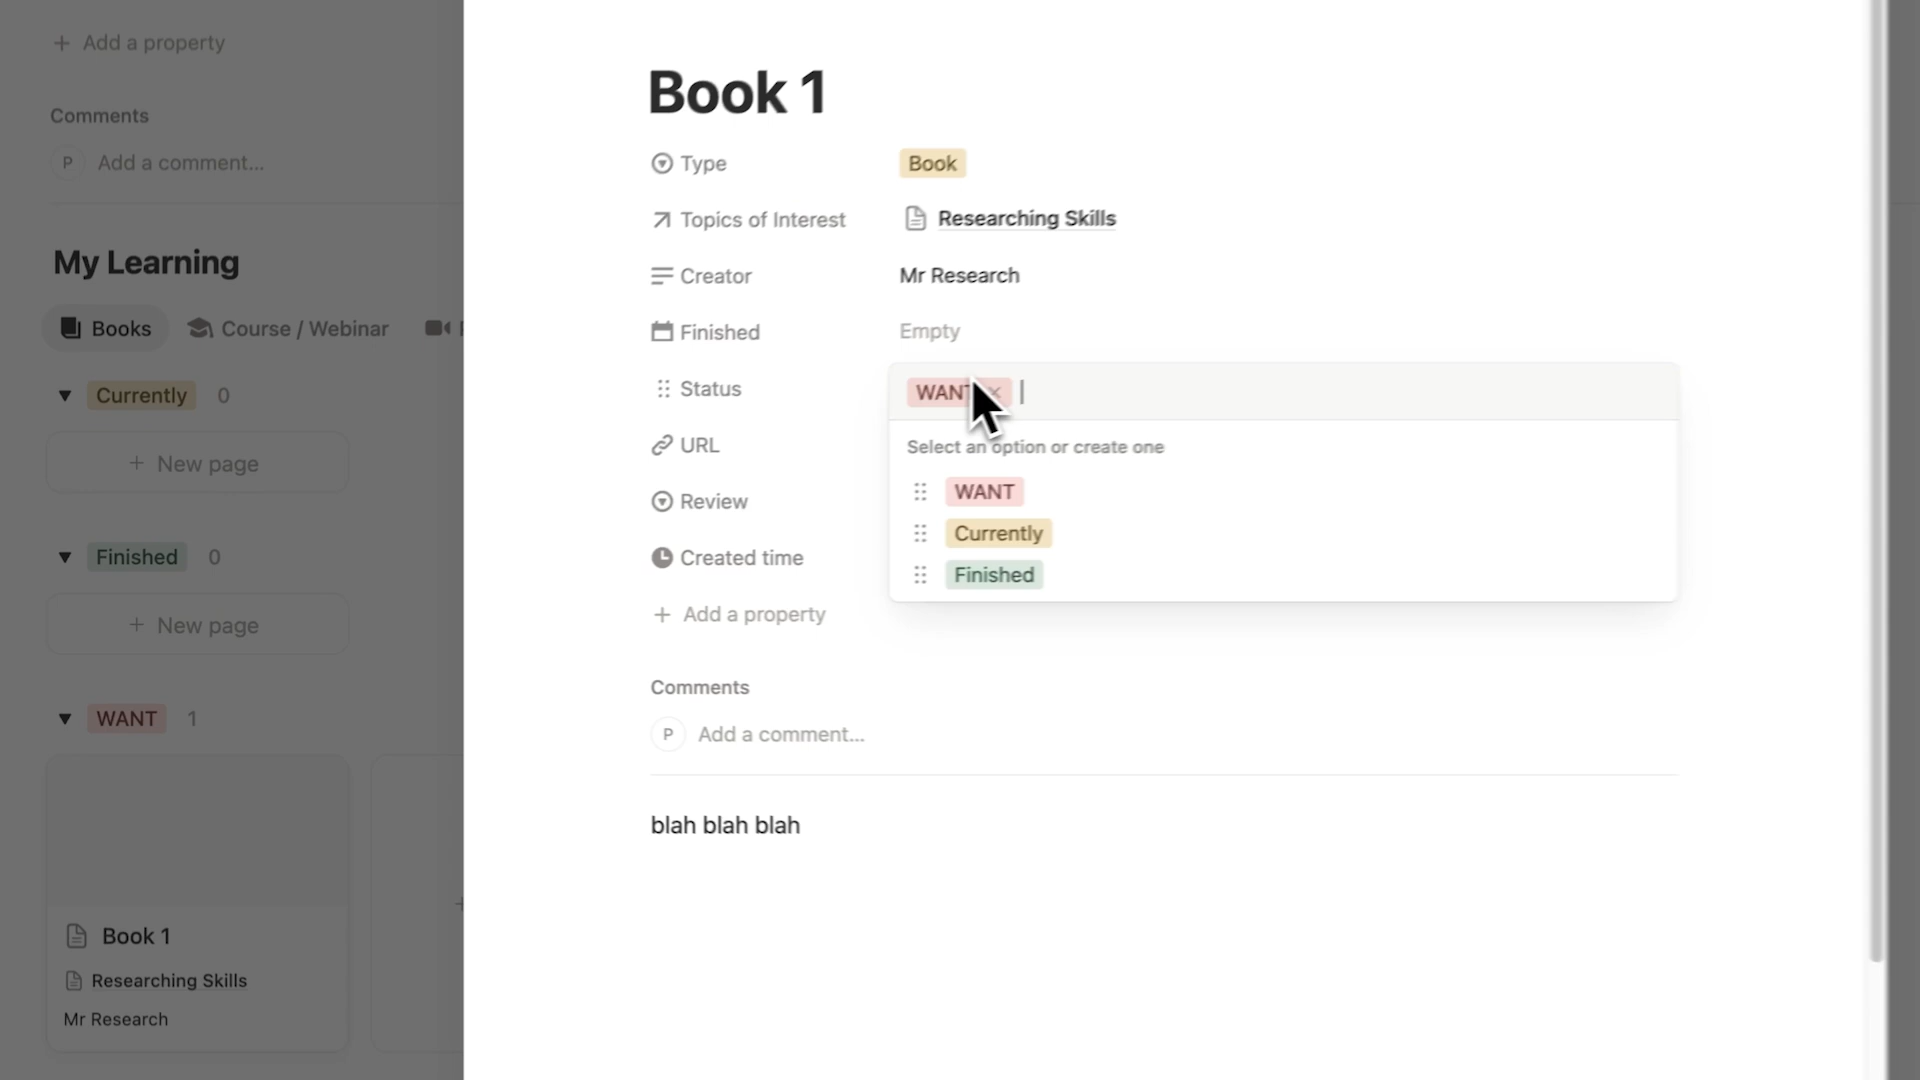 + Add a property
Comments
P Add a comment...
My Learning
Books Course / Webinar
Currently 0
+ New page
Finished 0
+ New page
WANT 1
Book 1
Researching Skills
Mr Research
Book 1
Type Book
Topics of Interest Researching Skills
Creator Mr Research
Finished Empty
Status WANT ×
Select an option or create one
WANT
Currently
Finished
URL
Review
Created time
+ Add a property
Comments
P Add a comment...
blah blah blah